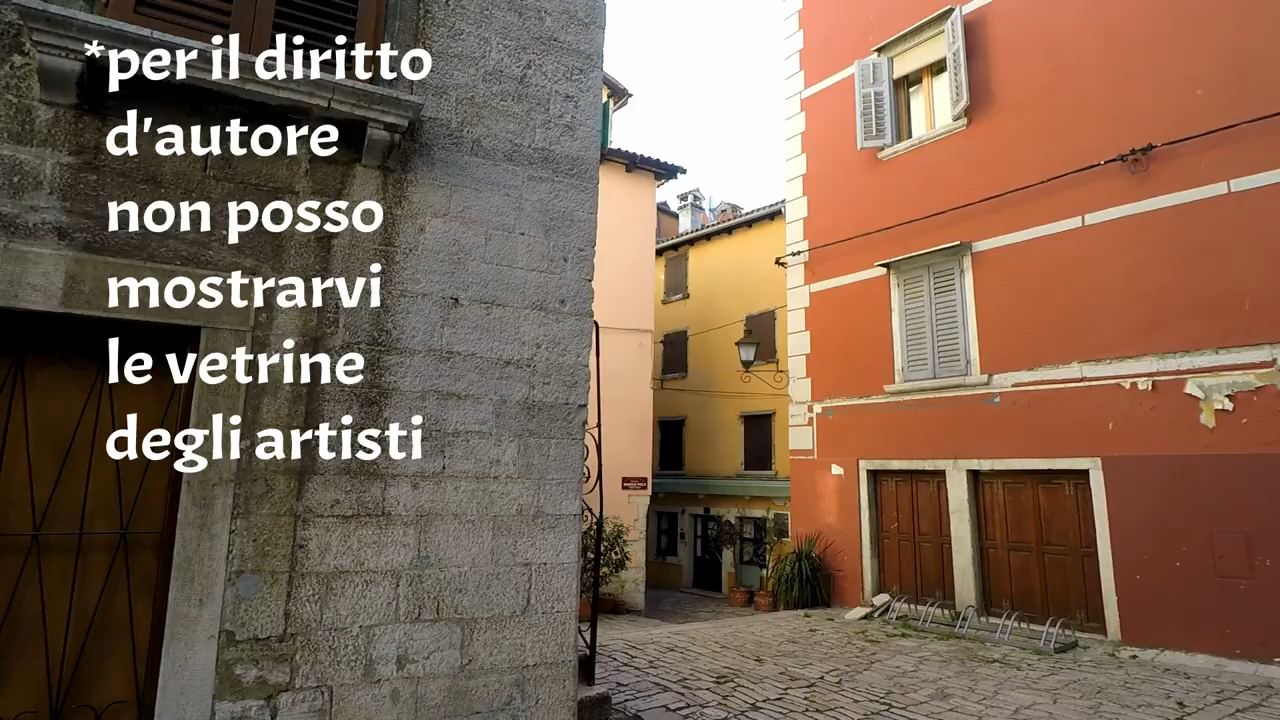 *per il diritto
d'autore
non posso
mostrarvi
le vetrine
degli artisti